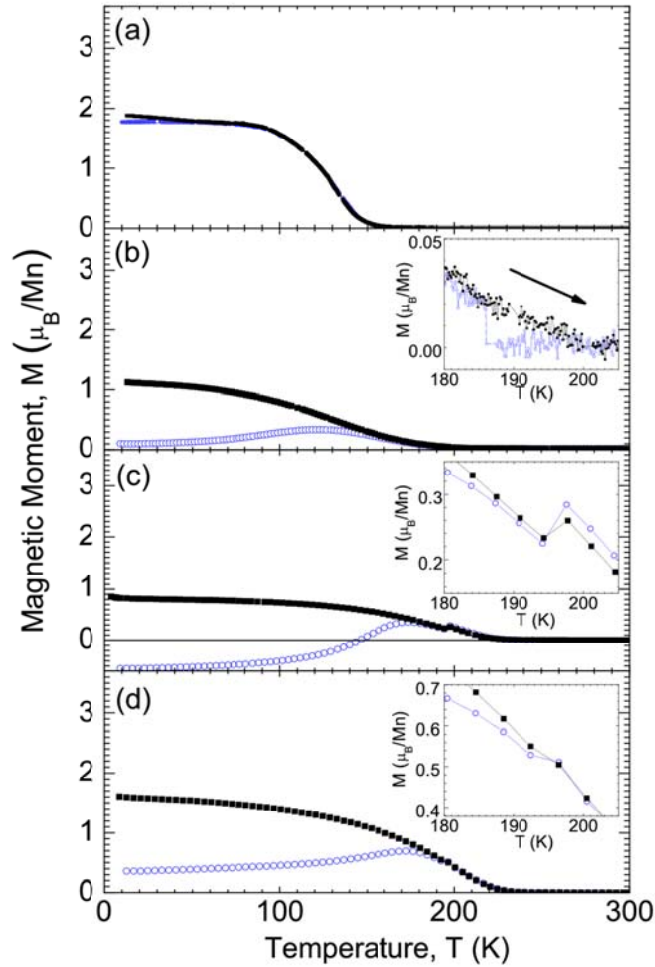 (a)
3
2
1
0
(b)
3
2
1
0
0.05
0.00
M (μB/Mn)
180 190 200
T (K)
(c)
3
2
1
0
0.3
0.2
M (μB/Mn)
180 190 200
T (K)
(d)
3
2
1
0
0.7
0.6
0.5
0.4
M (μB/Mn)
180 190 200
T (K)
0 100 200 300
Temperature, T (K)
Magnetic Moment, M (μB/Mn)